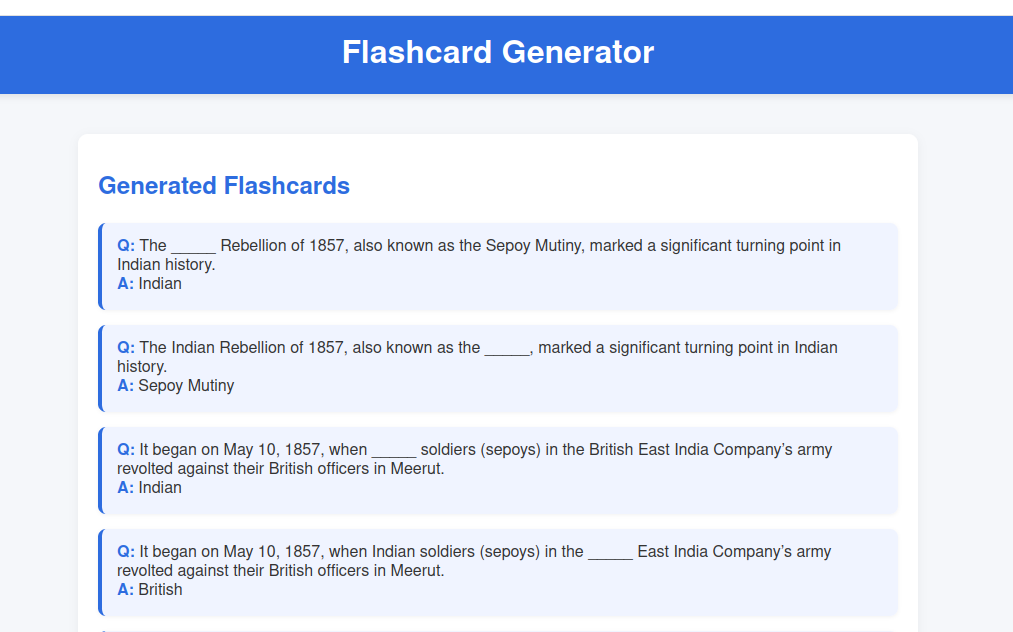 Flashcard Generator
Generated Flashcards
Q: The _____ Rebellion of 1857, also known as the Sepoy Mutiny, marked a significant turning point in
Indian history.
A: Indian
Q: The Indian Rebellion of 1857, also known as the _____, marked a significant turning point in Indian
history.
A: Sepoy Mutiny
Q: It began on May 10, 1857, when _____ soldiers (sepoys) in the British East India Company’s army
revolted against their British officers in Meerut.
A: Indian
Q: It began on May 10, 1857, when Indian soldiers (sepoys) in the _____ East India Company’s army
revolted against their British officers in Meerut.
A: British